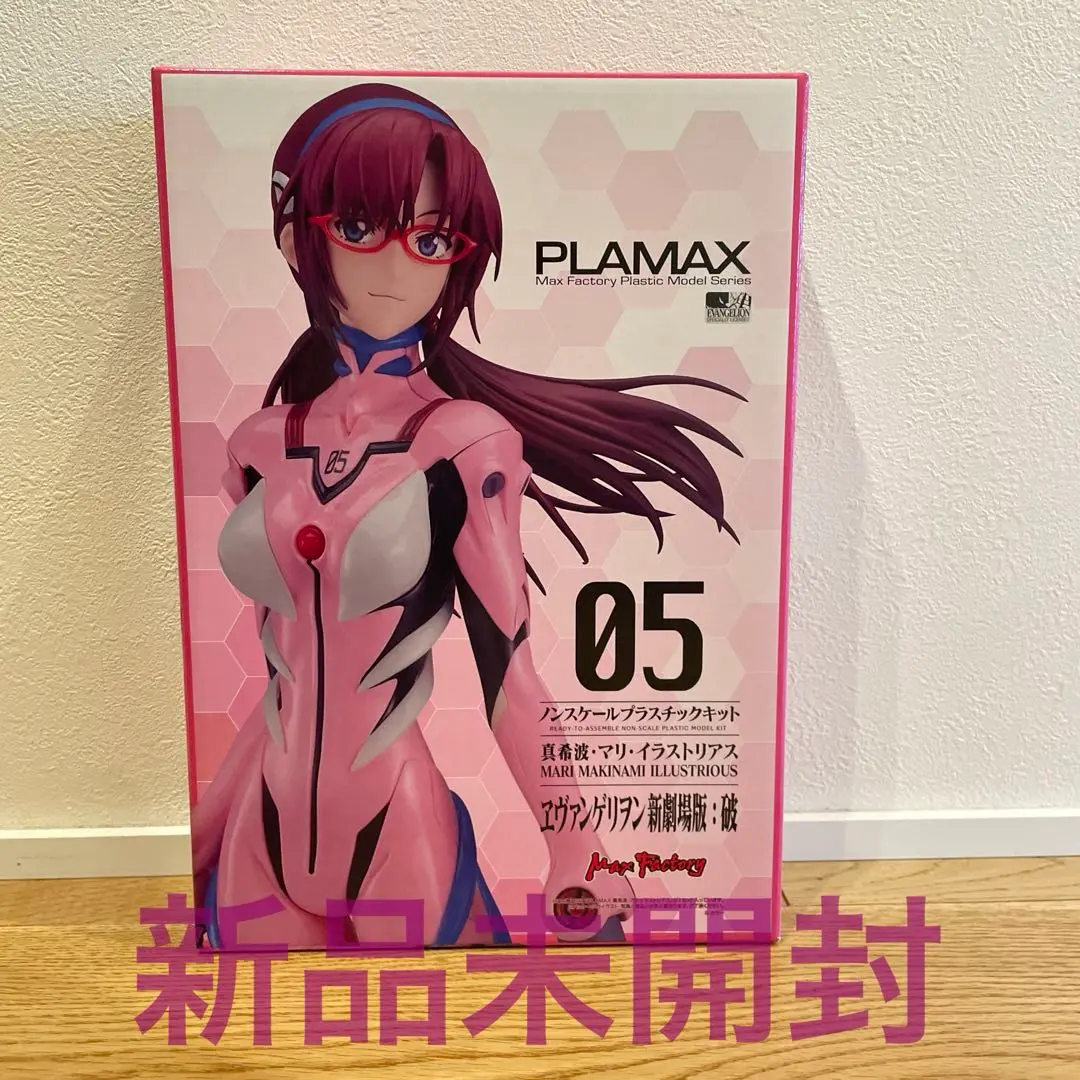 PLAMAX
Max Factory Plastic Model Series
EVANGELION
05
05
ノンスケールプラスチックキット
READY-TO-ASSEMBLE NON-SCALE PLASTIC MODEL KIT
真希波・マリ・イラストリアス
MARI MAKINAMI ILLUSTRIOUS
ヱヴァンゲリヲン新劇場版：破
Max Factory
新品未開封